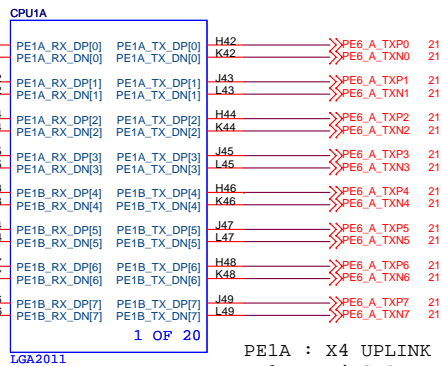 CPU1A
PE1A_RX_DP[0] PE1A_TX_DP[0] H42 PE6_A_TXP0 21
PE1A_RX_DN[0] PE1A_TX_DN[0] K42 PE6_A_TXN0 21
PE1A_RX_DP[1] PE1A_TX_DP[1] J43 PE6_A_TXP1 21
PE1A_RX_DN[1] PE1A_TX_DN[1] L43 PE6_A_TXN1 21
PE1A_RX_DP[2] PE1A_TX_DP[2] H44 PE6_A_TXP2 21
PE1A_RX_DN[2] PE1A_TX_DN[2] K44 PE6_A_TXN2 21
PE1A_RX_DP[3] PE1A_TX_DP[3] J45 PE6_A_TXP3 21
PE1A_RX_DN[3] PE1A_TX_DN[3] L45 PE6_A_TXN3 21
PE1B_RX_DP[4] PE1B_TX_DP[4] H46 PE6_A_TXP4 21
PE1B_RX_DN[4] PE1B_TX_DN[4] K46 PE6_A_TXN4 21
PE1B_RX_DP[5] PE1B_TX_DP[5] J47 PE6_A_TXP5 21
PE1B_RX_DN[5] PE1B_TX_DN[5] L47 PE6_A_TXN5 21
PE1B_RX_DP[6] PE1B_TX_DP[6] H48 PE6_A_TXP6 21
PE1B_RX_DN[6] PE1B_TX_DN[6] K48 PE6_A_TXN6 21
PE1B_RX_DP[7] PE1B_TX_DP[7] J49 PE6_A_TXP7 21
PE1B_RX_DN[7] PE1B_TX_DN[7] L49 PE6_A_TXN7 21
1 OF 20
LGA2011
PE1A : X4 UPLINK